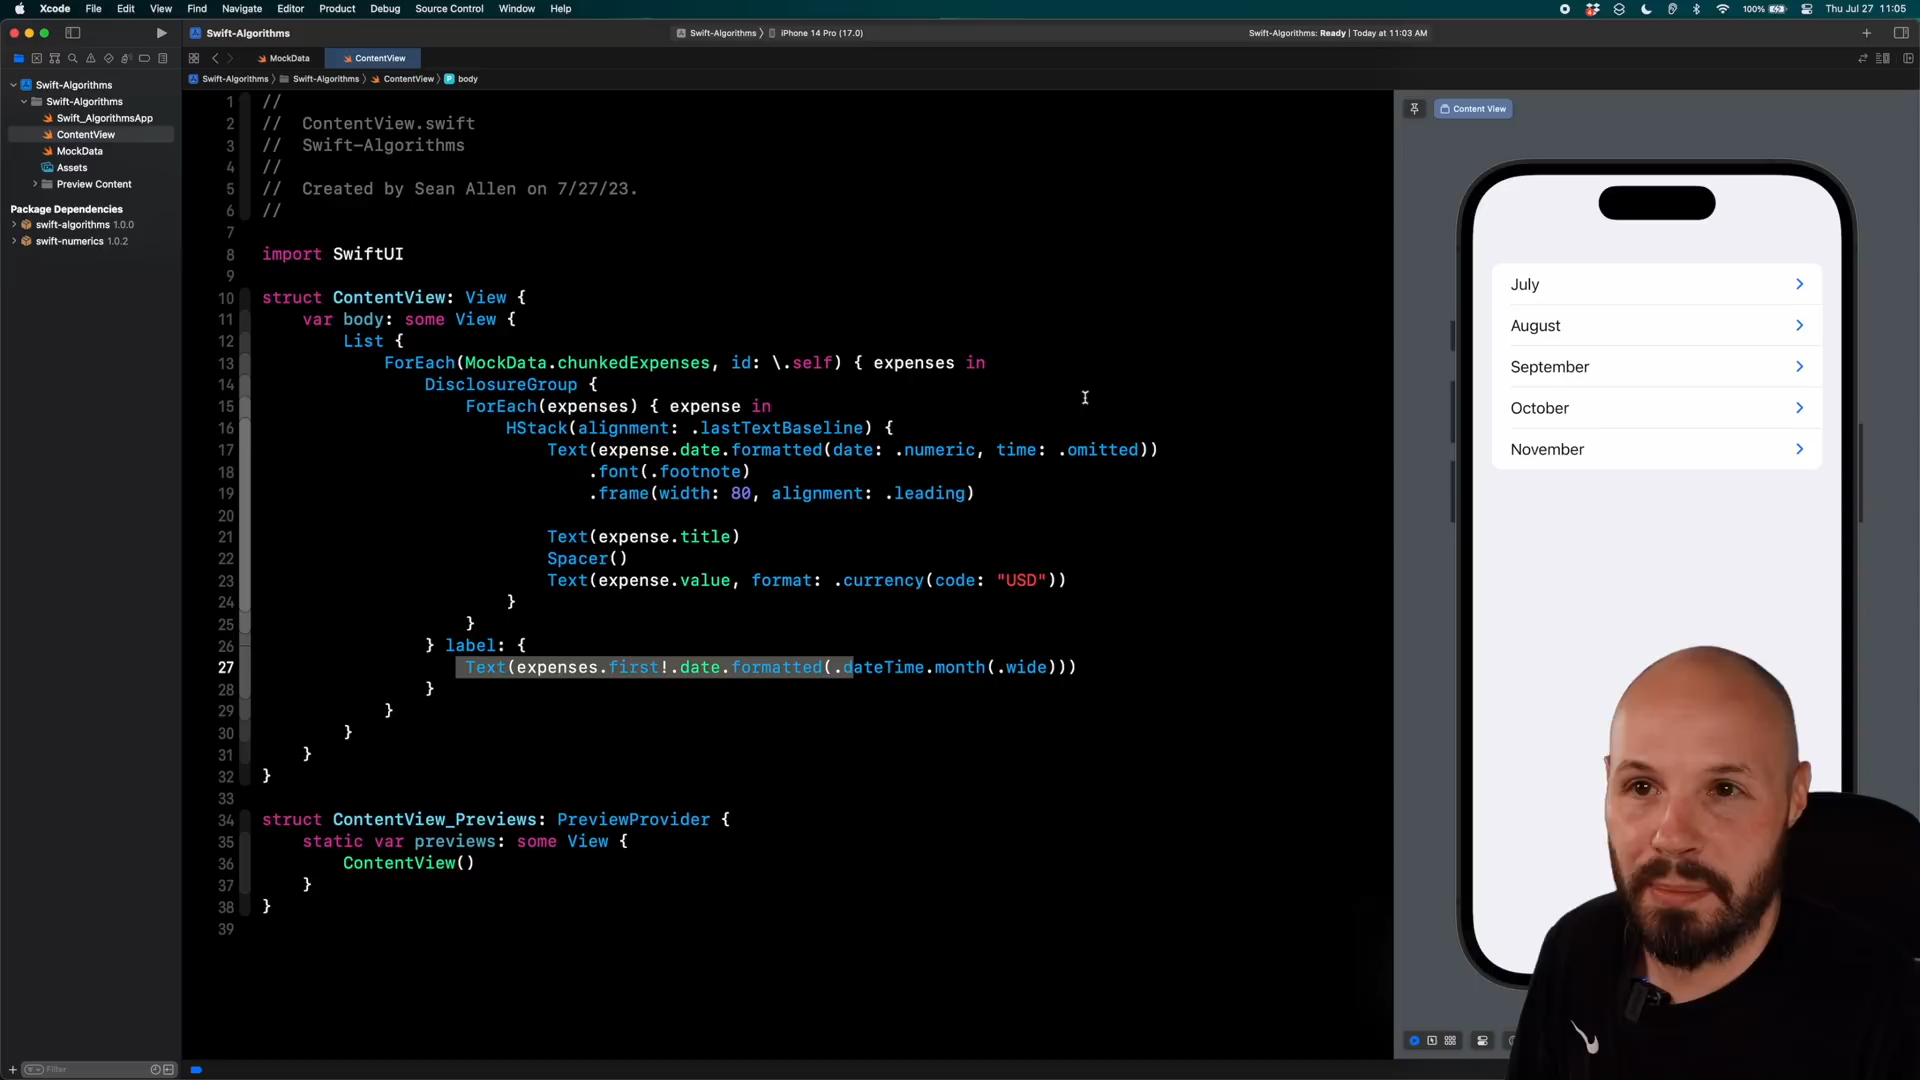 Xcode File Edit View Find Navigate Editor Product Debug Source Control Window Help 100% Thu Jul 27 11:05
Swift-Algorithms Swift-Algorithms iPhone 14 Pro (17.0) Swift-Algorithms: Ready | Today at 11:03 AM
MockData ContentView
Swift-Algorithms Swift-Algorithms ContentView body
Swift-Algorithms
Swift-Algorithms
Swift_AlgorithmsApp
ContentView
MockData
Assets
Preview Content
Package Dependencies
swift-algorithms 1.0.0
swift-numerics 1.0.2
Filter
1 //
2 // ContentView.swift
3 // Swift-Algorithms
4 //
5 // Created by Sean Allen on 7/27/23.
6 //
7
8 import SwiftUI
9
10 struct ContentView: View {
11 var body: some View {
12 List {
13 ForEach(MockData.chunkedExpenses, id: \.self) { expenses in
14 DisclosureGroup {
15 ForEach(expenses) { expense in
16 HStack(alignment: .lastTextBaseline) {
17 Text(expense.date.formatted(date: .numeric, time: .omitted))
18 .font(.footnote)
19 .frame(width: 80, alignment: .leading)
20
21 Text(expense.title)
22 Spacer()
23 Text(expense.value, format: .currency(code: "USD"))
24 }
25 }
26 } label: {
27 Text(expenses.first!.date.formatted(.dateTime.month(.wide)))
28 }
29 }
30 }
31 }
32 }
33
34 struct ContentView_Previews: PreviewProvider {
35 static var previews: some View {
36 ContentView()
37 }
38 }
39
Content View
July
August
September
October
November